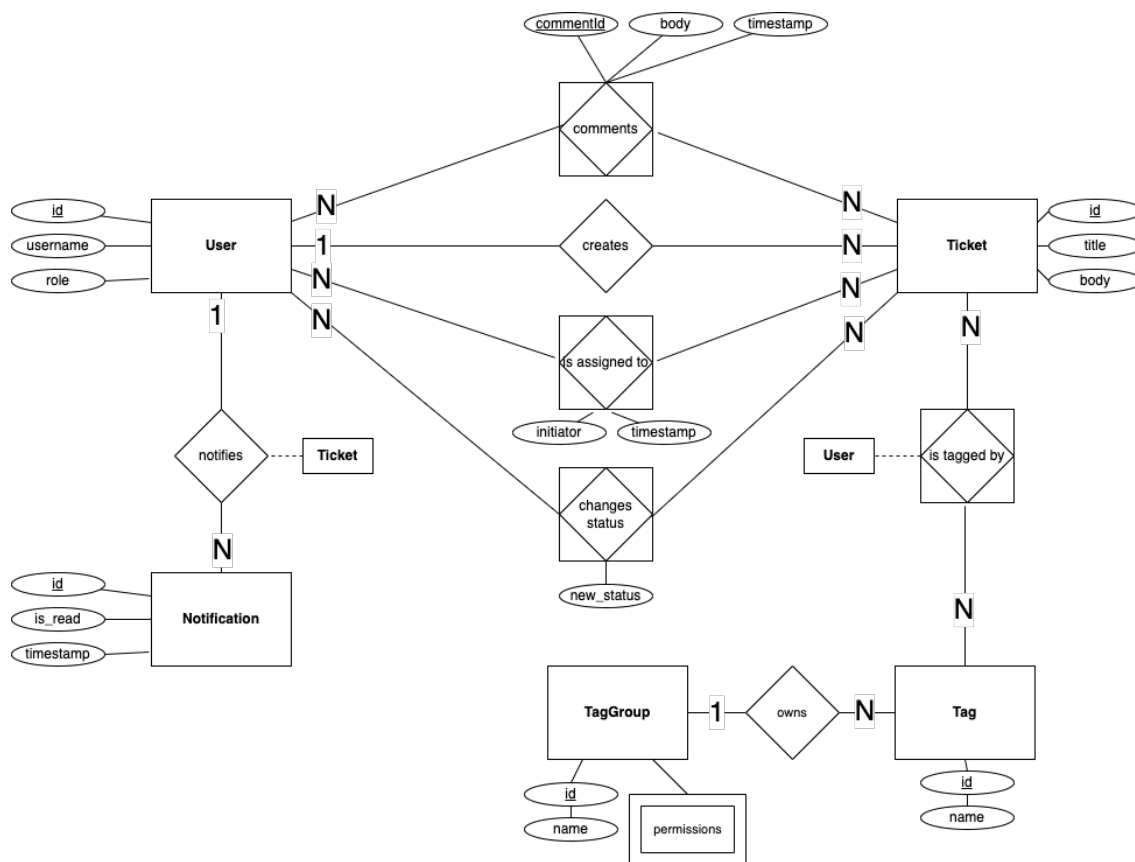 commentId
body
timestamp
comments
id
username
role
User
N
N
1
creates
N
Ticket
id
title
body
N
N
N
N
1
N
is assigned to
initiator
timestamp
notifies
Ticket
User
is tagged by
changes
status
new_status
N
N
id
is_read
timestamp
Notification
TagGroup
1
owns
N
Tag
id
name
permissions
id
name